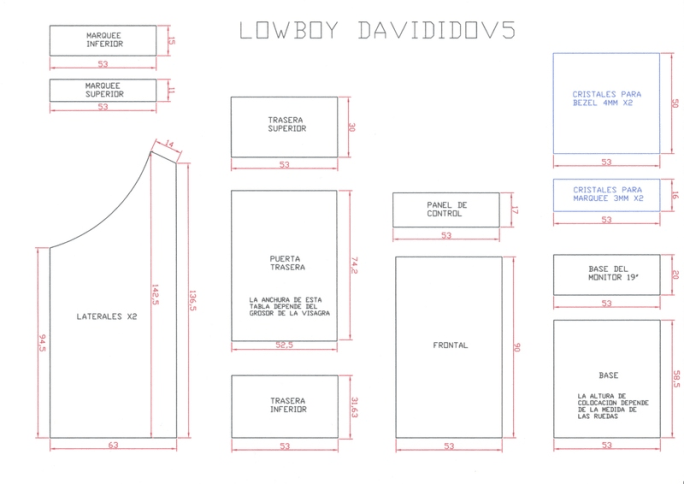 LOWBOY DAVIDIDOV5
MARQUEE
INFERIOR
15
53
MARQUEE
SUPERIOR
11
53
14
LATERALES X2
94,5
142,5
136,5
63
TRASERA
SUPERIOR
30
53
PUERTA
TRASERA
LA ANCHURA DE ESTA
TABLA DEPENDE DEL
GROSOR DE LA VISAGRA
74,2
52,5
TRASERA
INFERIOR
31,63
53
PANEL DE
CONTROL
17
53
FRONTAL
90
53
CRISTALES PARA
BEZEL 4MM X2
50
53
CRISTALES PARA
MARQUEE 3MM X2
16
53
BASE DEL
MONITOR 19"
20
53
BASE
LA ALTURA DE
COLOCACION DEPENDE
DE LA MEDIDA DE
LAS RUEDAS
58,5
53